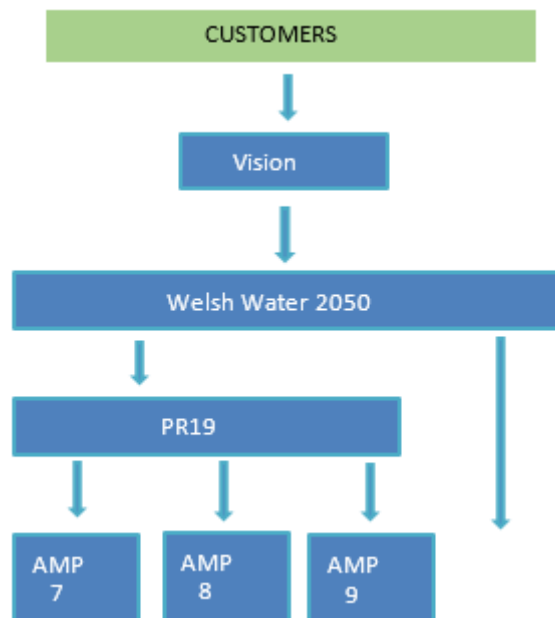 CUSTOMERS
Vision
Welsh Water 2050
PR19
AMP AMP AMP
7 8 9